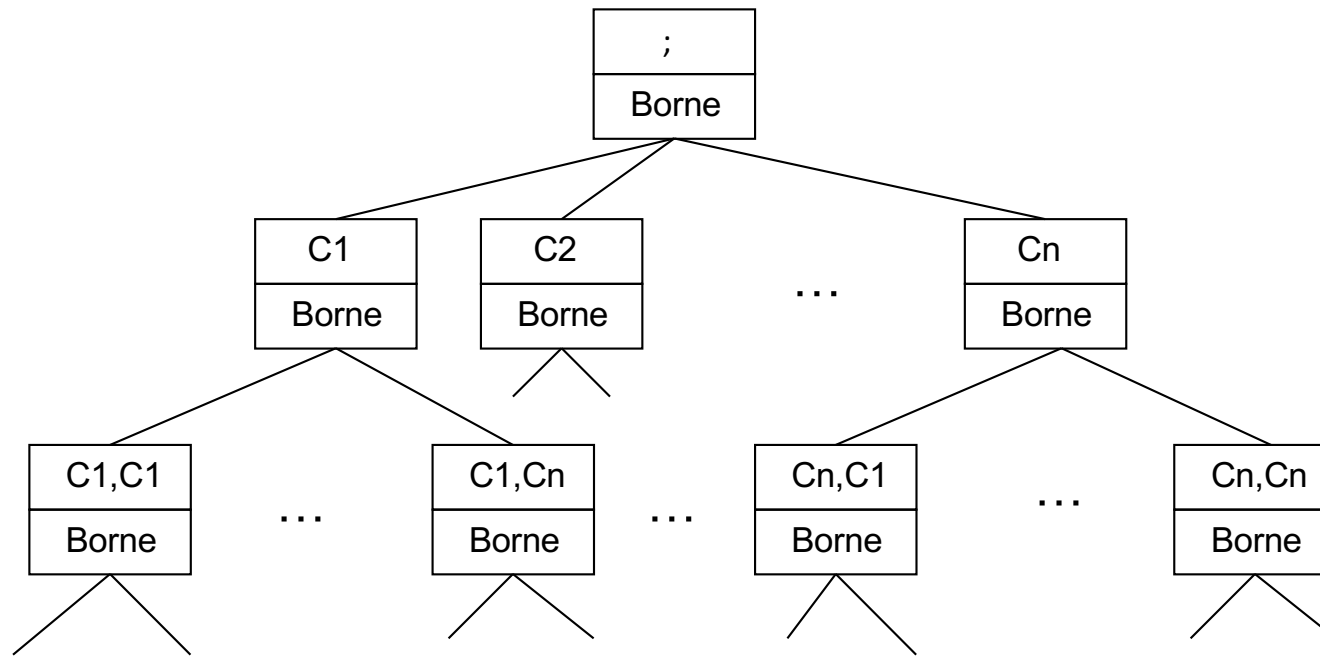 ;
Borne
C1
C2
...
Cn
Borne
Borne
Borne
C1,C1
...
C1,Cn
...
Cn,C1
...
Cn,Cn
Borne
Borne
Borne
Borne